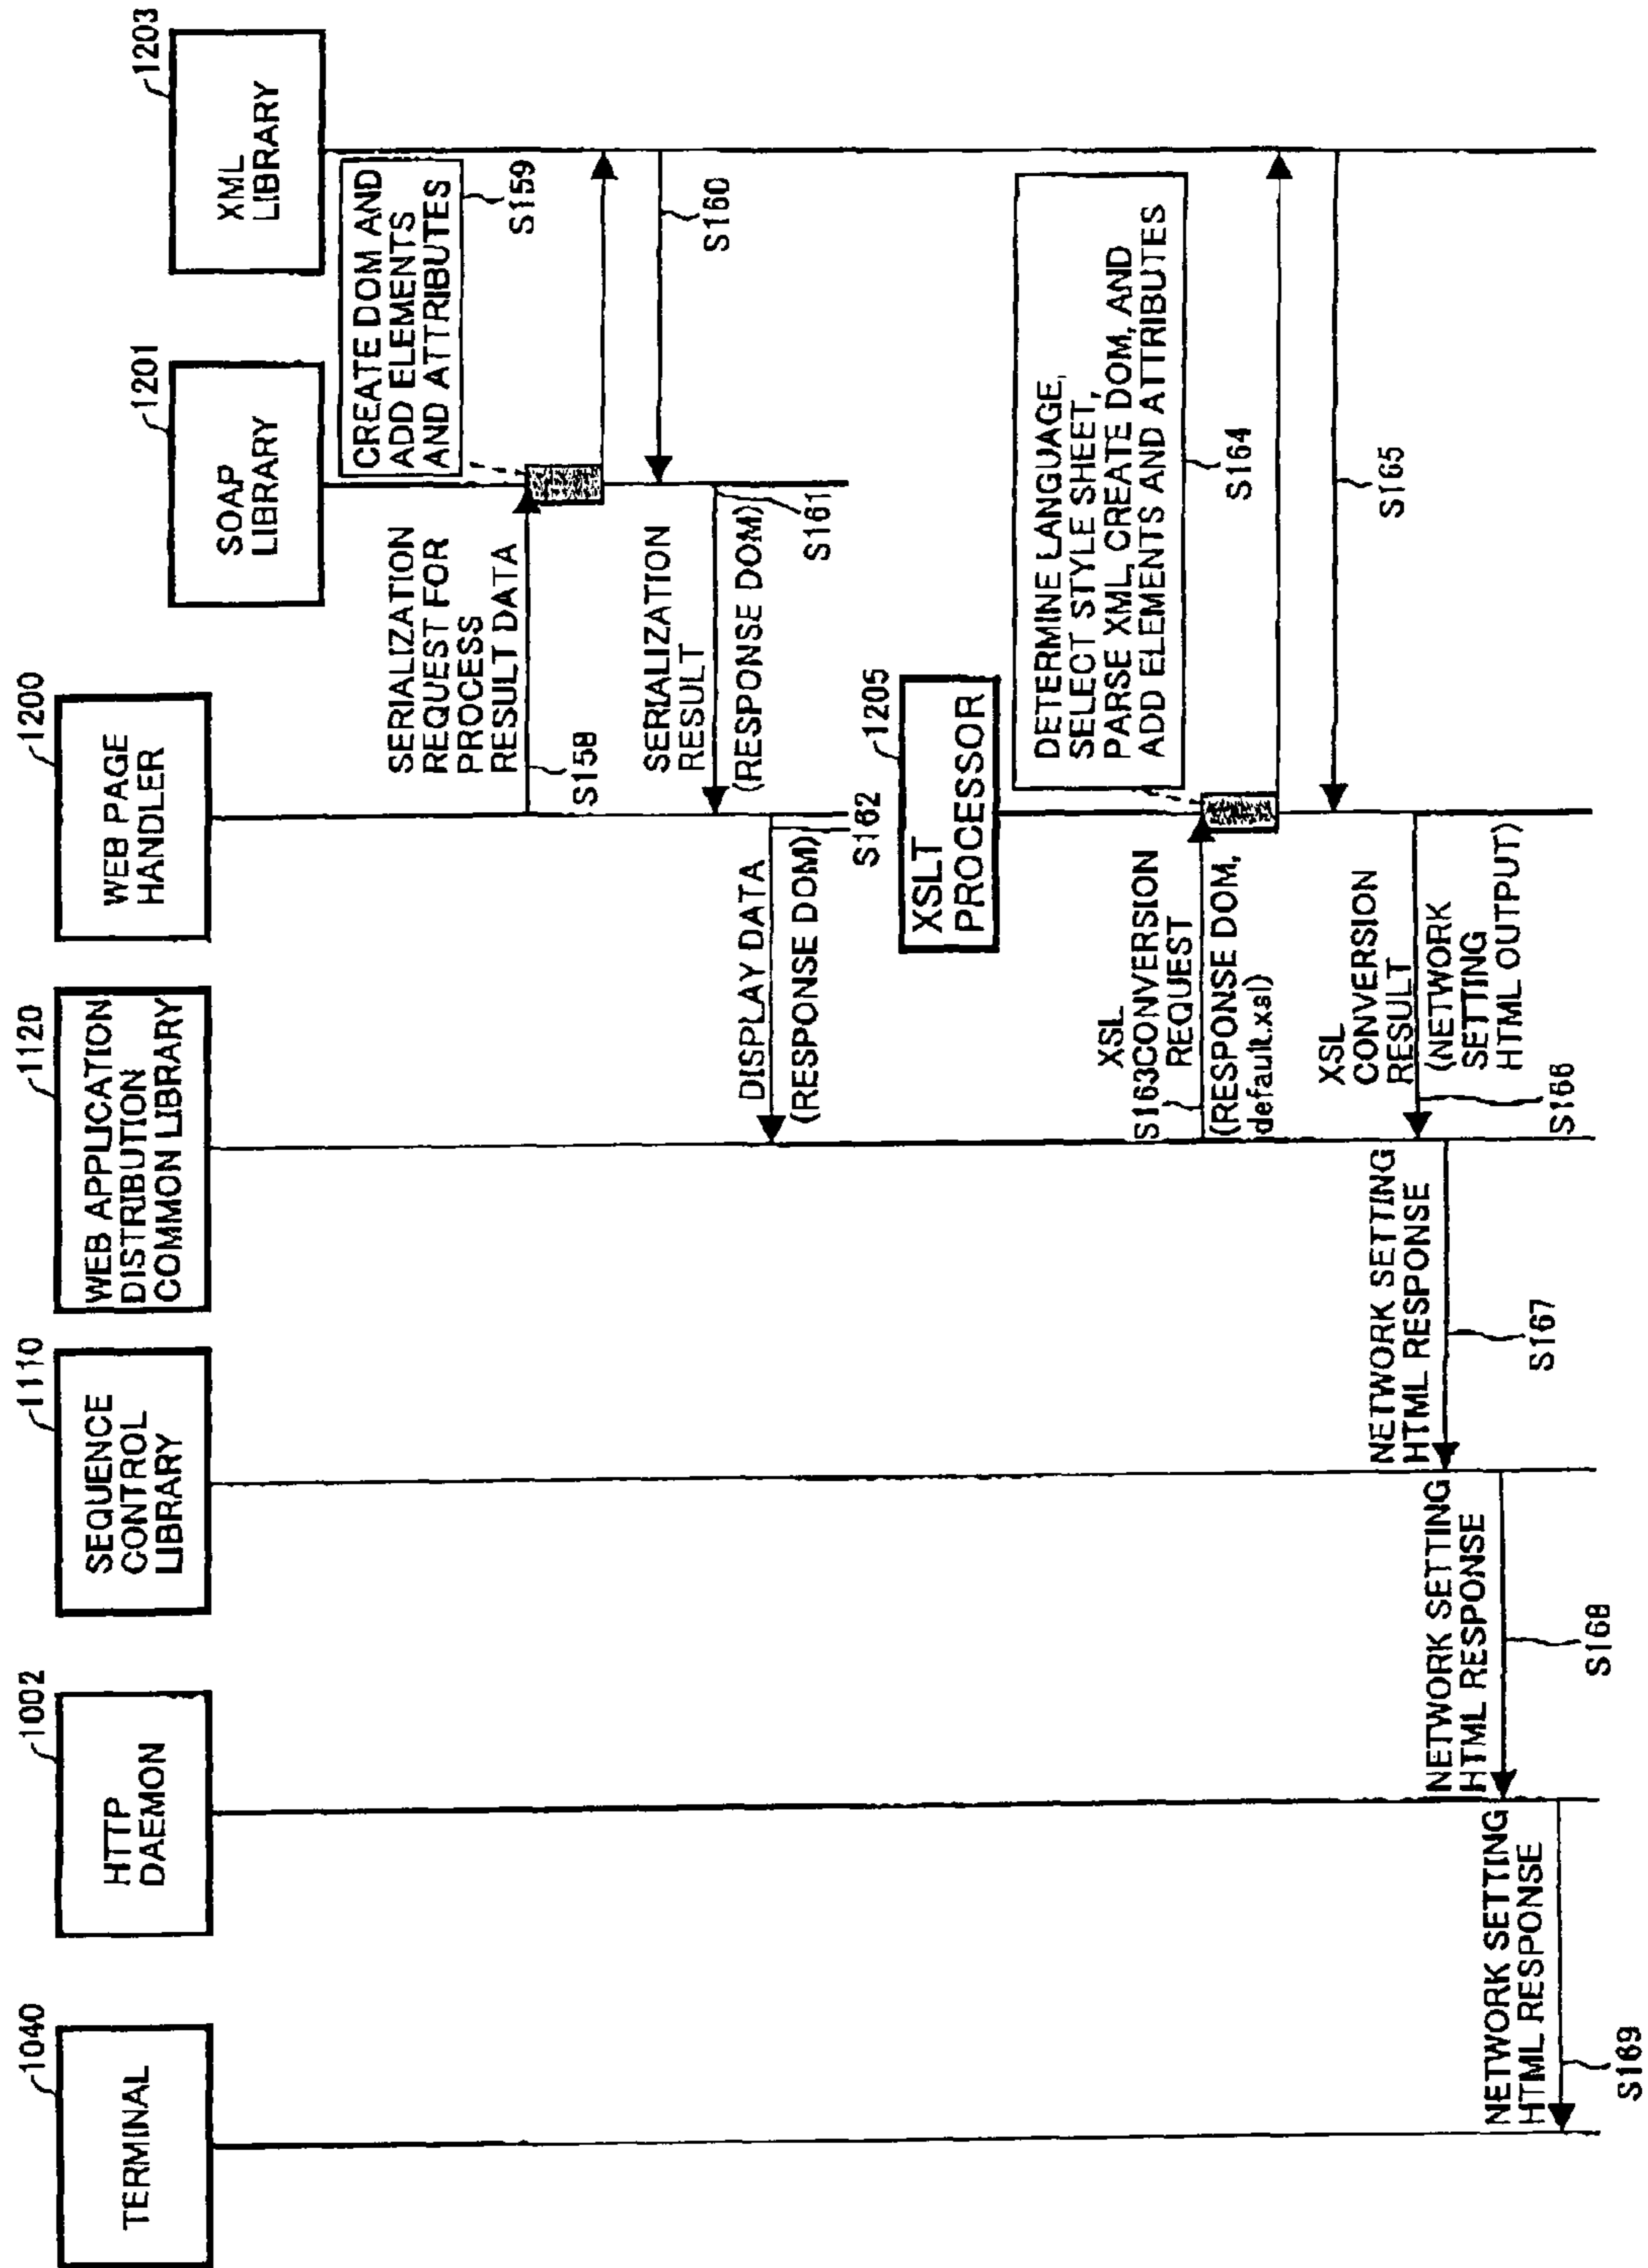 1040
TERMINAL
1002
HTTP
DAEMON
1110
SEQUENCE
CONTROL
LIBRARY
1120
WEB APPLICATION
DISTRIBUTION
COMMON LIBRARY
1200
WEB PAGE
HANDLER
1201
SOAP
LIBRARY
1203
XML
LIBRARY
SERIALIZATION
REQUEST FOR
PROCESS
RESULT DATA
S158
CREATE DOM AND
ADD ELEMENTS
AND ATTRIBUTES
S159
S160
SERIALIZATION
RESULT
(RESPONSE DOM)
S161
DISPLAY DATA
(RESPONSE DOM)
S162
XSLT
PROCESSOR
1205
XSL
S163CONVERSION
REQUEST
(RESPONSE DOM,
default.xsl)
DETERMINE LANGUAGE,
SELECT STYLE SHEET,
PARSE XML, CREATE DOM, AND
ADD ELEMENTS AND ATTRIBUTES
S164
S165
XSL
CONVERSION
RESULT
(NETWORK
SETTING
HTML OUTPUT)
S166
NETWORK SETTING
HTML RESPONSE
S167
NETWORK SETTING
HTML RESPONSE
S168
NETWORK SETTING
HTML RESPONSE
S169